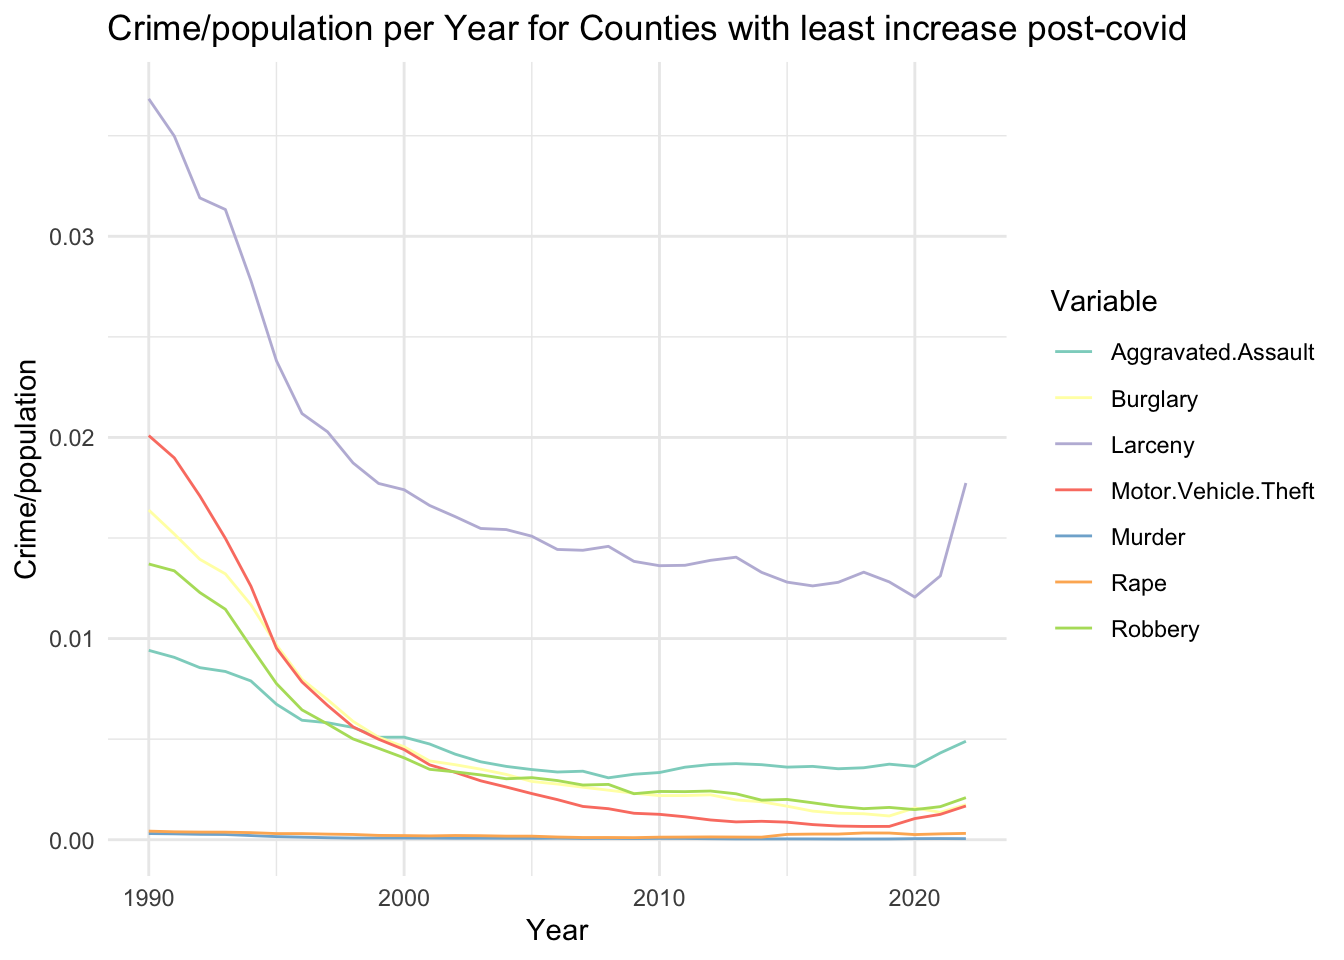 Crime/population per Year for Counties with least increase post-covid
Crime/population
0.03
0.02
0.01
0.00
1990 2000 2010 2020
Year
Variable
Aggravated.Assault
Burglary
Larceny
Motor.Vehicle.Theft
Murder
Rape
Robbery